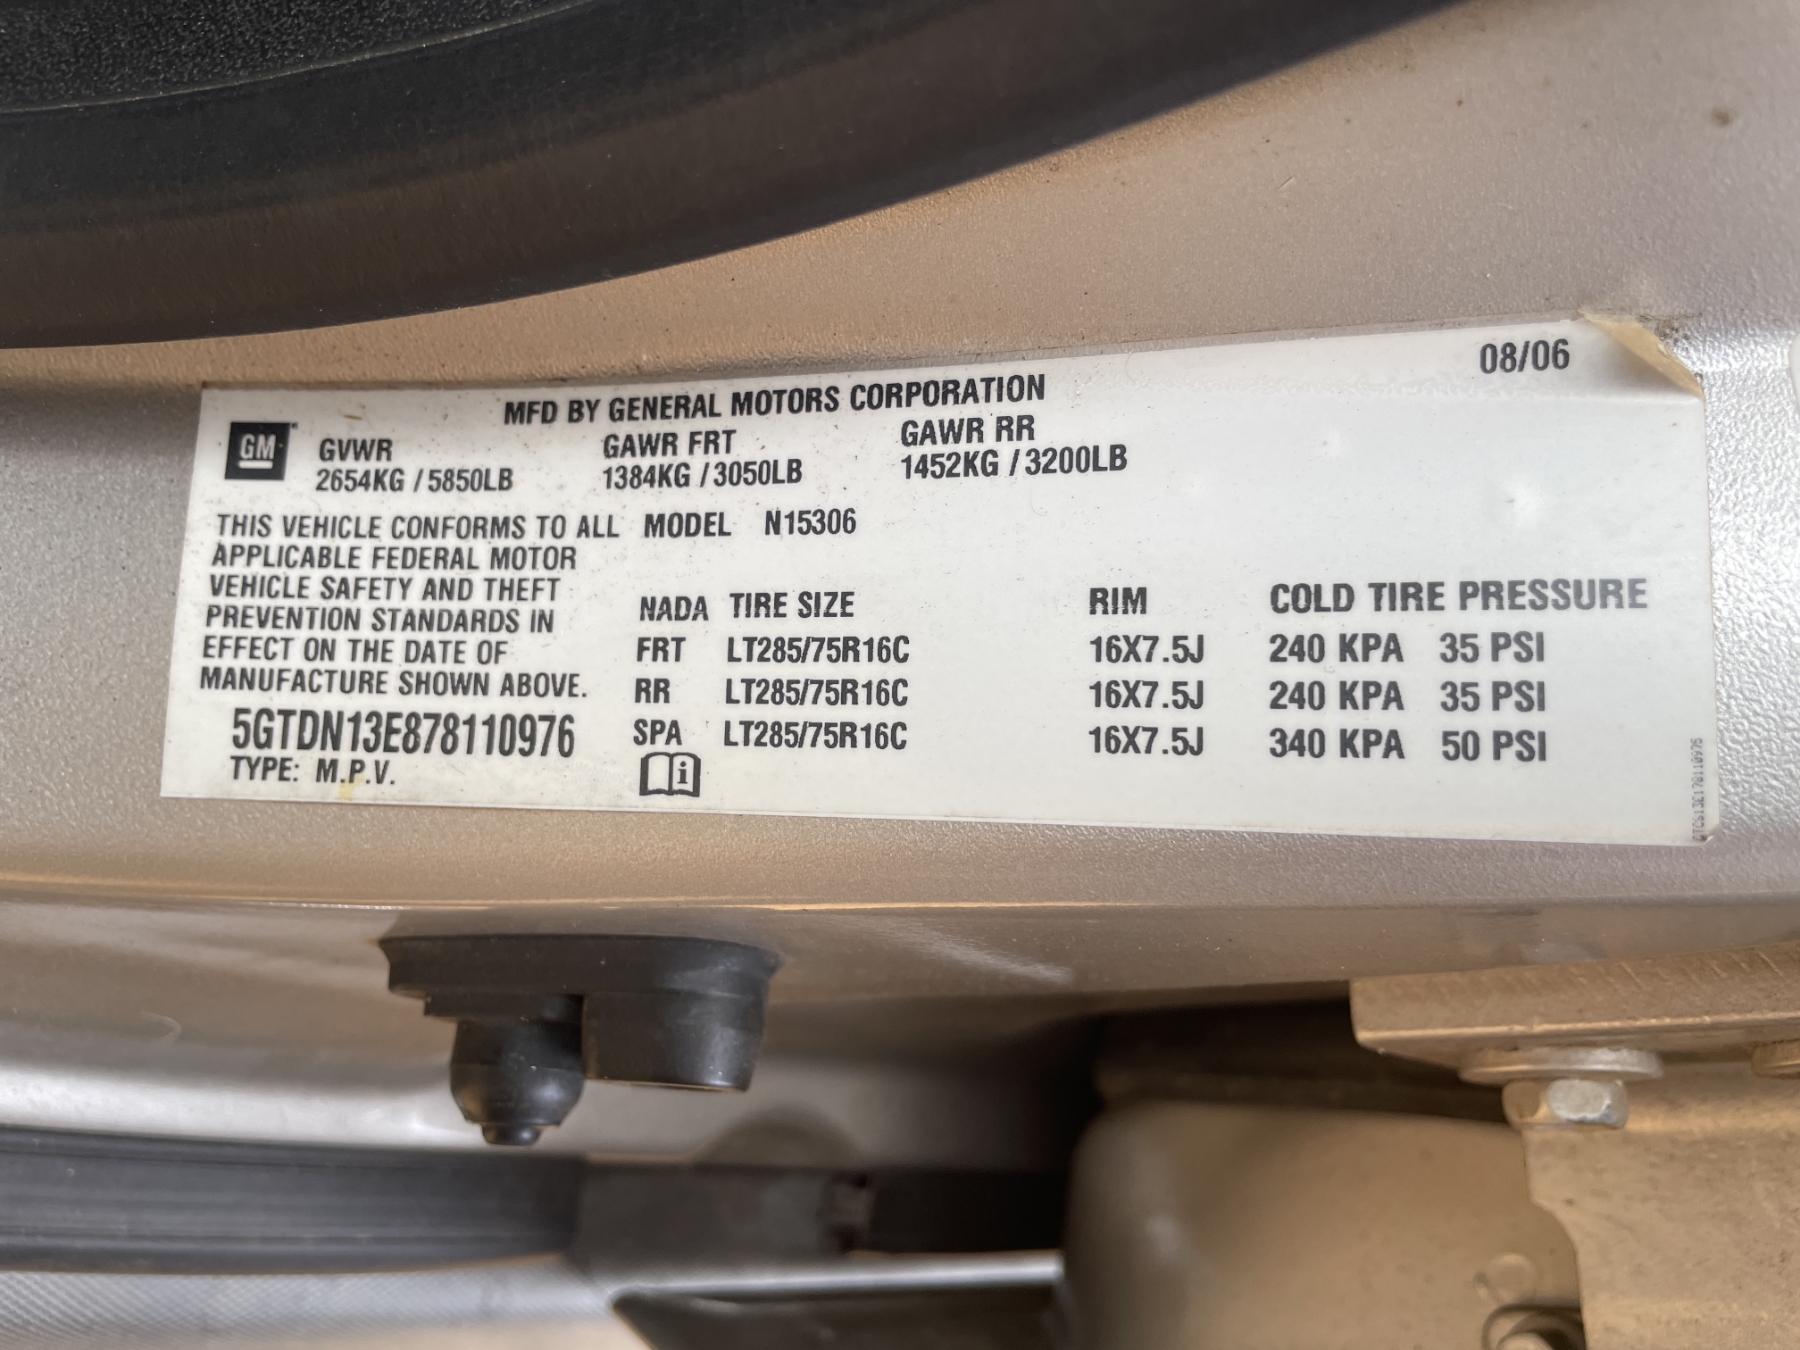 08/06
MFD BY GENERAL MOTORS CORPORATION
GM GVWR GAWR FRT GAWR RR
2654KG / 5850LB 1384KG / 3050LB 1452KG / 3200LB
THIS VEHICLE CONFORMS TO ALL MODEL N15306
APPLICABLE FEDERAL MOTOR
VEHICLE SAFETY AND THEFT
PREVENTION STANDARDS IN
EFFECT ON THE DATE OF
MANUFACTURE SHOWN ABOVE.
5GTDN13E878110976
TYPE: M.P.V.
NADA TIRE SIZE RIM COLD TIRE PRESSURE
FRT LT285/75R16C 16X7.5J 240 KPA 35 PSI
RR LT285/75R16C 16X7.5J 240 KPA 35 PSI
SPA LT285/75R16C 16X7.5J 340 KPA 50 PSI
i